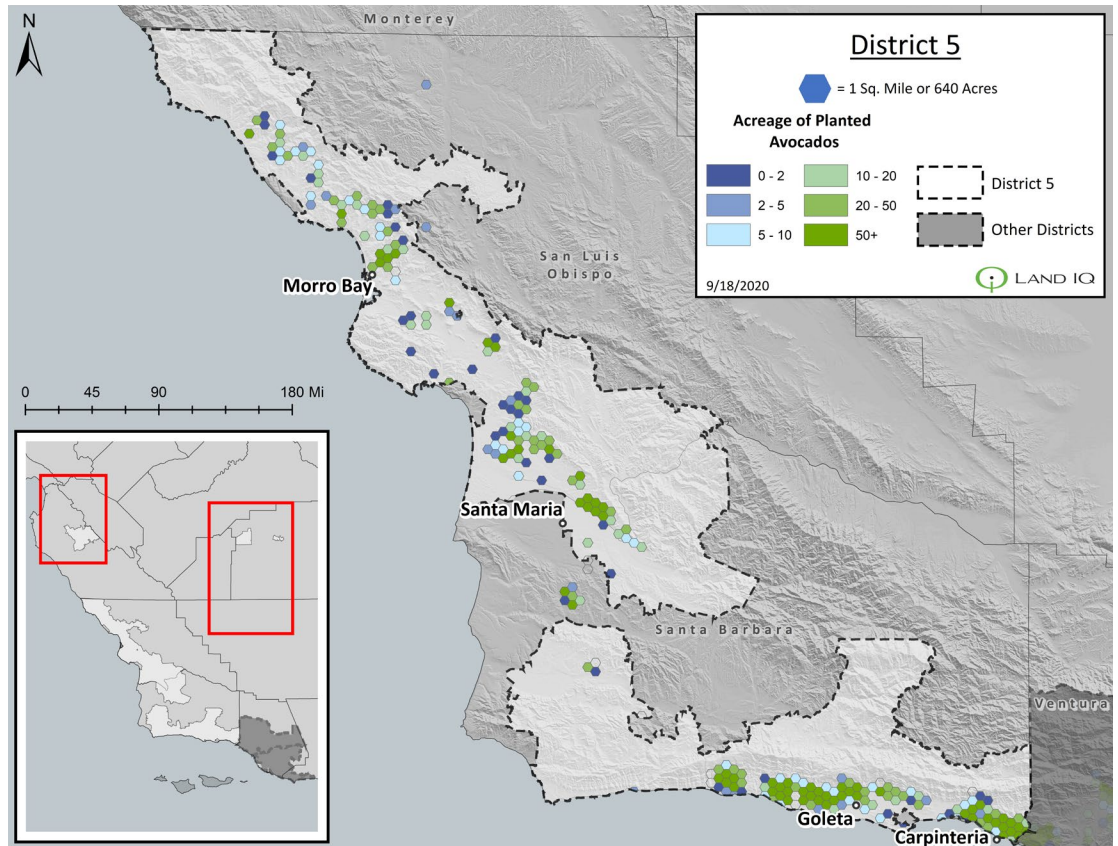 N
Monterey
District 5
= 1 Sq. Mile or 640 Acres
Acreage of Planted
Avocados
0 - 2
10 - 20
District 5
2 - 5
20 - 50
5 - 10
50+
Other Districts
9/18/2020
LAND IQ
San Luis
Obispo
Morro Bay
0 45 90 180 Mi
Santa Maria
Santa Barbara
Ventura
Goleta
Carpinteria